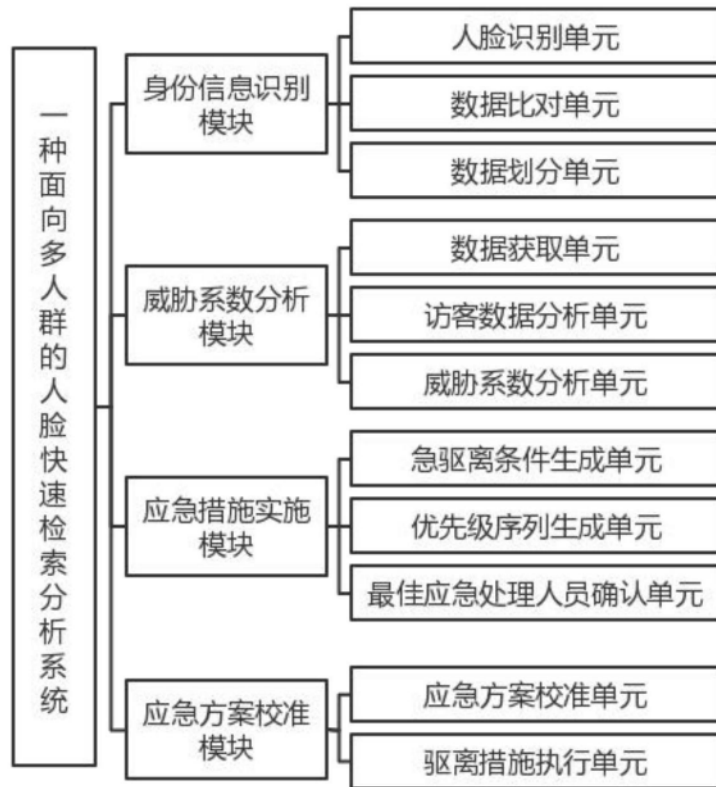 一种面向多人群的人脸快速检索分析系统
身份信息识别
模块
人脸识别单元
数据比对单元
数据划分单元
威胁系数分析
模块
数据获取单元
访客数据分析单元
威胁系数分析单元
应急措施实施
模块
急驱离条件生成单元
优先级序列生成单元
最佳应急处理人员确认单元
应急方案校准
模块
应急方案校准单元
驱离措施执行单元